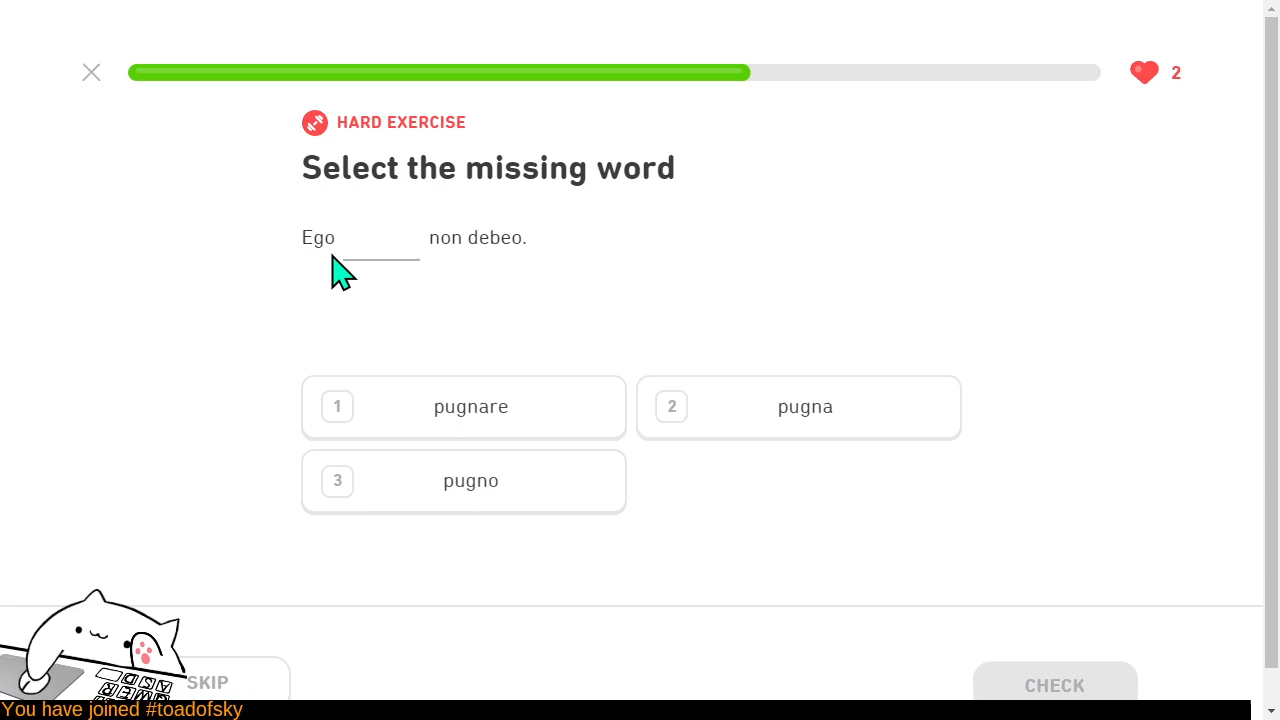 2
HARD EXERCISE
Select the missing word
Ego ________ non debeo.
1 pugnare
2 pugna
3 pugno
SKIP
CHECK
You have joined #toadofsky